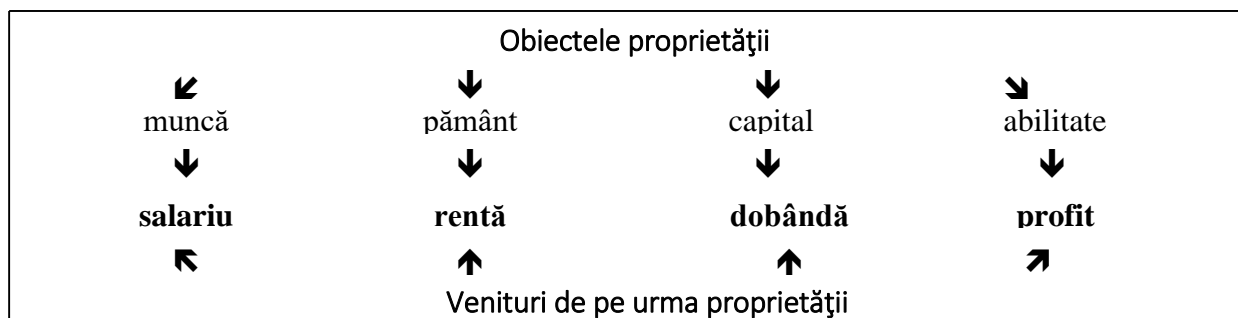 Obiectele proprietăţii
muncă pământ capital abilitate
salariu rentă dobândă profit
Venituri de pe urma proprietăţii